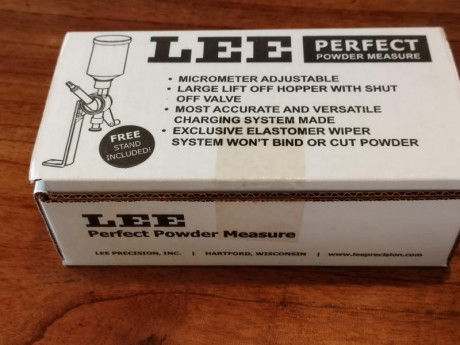 LEE PERFECT
POWDER MEASURE
• MICROMETER ADJUSTABLE
• LARGE LIFT OFF HOPPER WITH SHUT
OFF VALVE
• MOST ACCURATE AND VERSATILE
CHARGING SYSTEM MADE
• EXCLUSIVE ELASTOMER WIPER
SYSTEM WON'T BIND OR CUT POWDER
FREE
STAND
INCLUDED!
LEE
Perfect Powder Measure
LEE PRECISION, INC. | HARTFORD, WISCONSIN | www.leeprecision.com